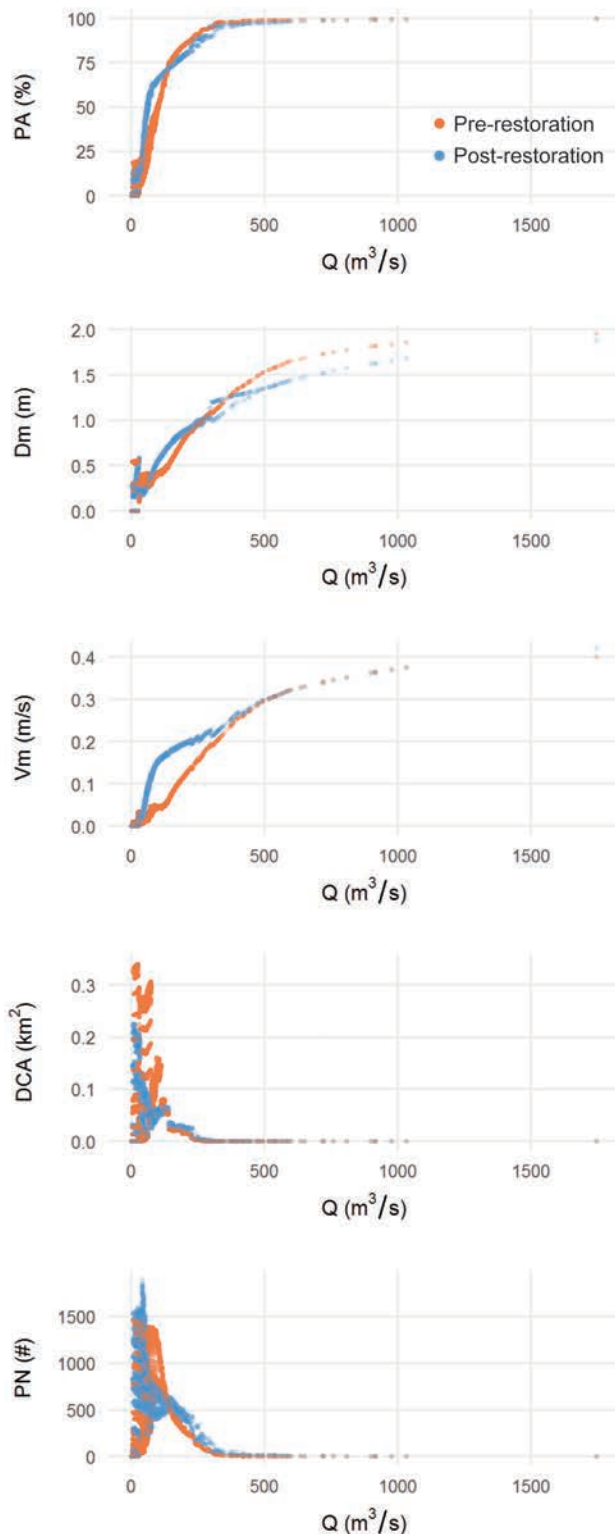 100
75
PA (%)
50
25
0
Pre-restoration
Post-restoration
0 500 1000 1500
Q (m³/s)
2.0
1.5
Dm (m)
1.0
0.5
0.0
0 500 1000 1500
Q (m³/s)
0.4
0.3
Vm (m/s)
0.2
0.1
0.0
0 500 1000 1500
Q (m³/s)
0.3
DCA (km²)
0.2
0.1
0.0
0 500 1000 1500
Q (m³/s)
1500
PN (#)
1000
500
0
0 500 1000 1500
Q (m³/s)